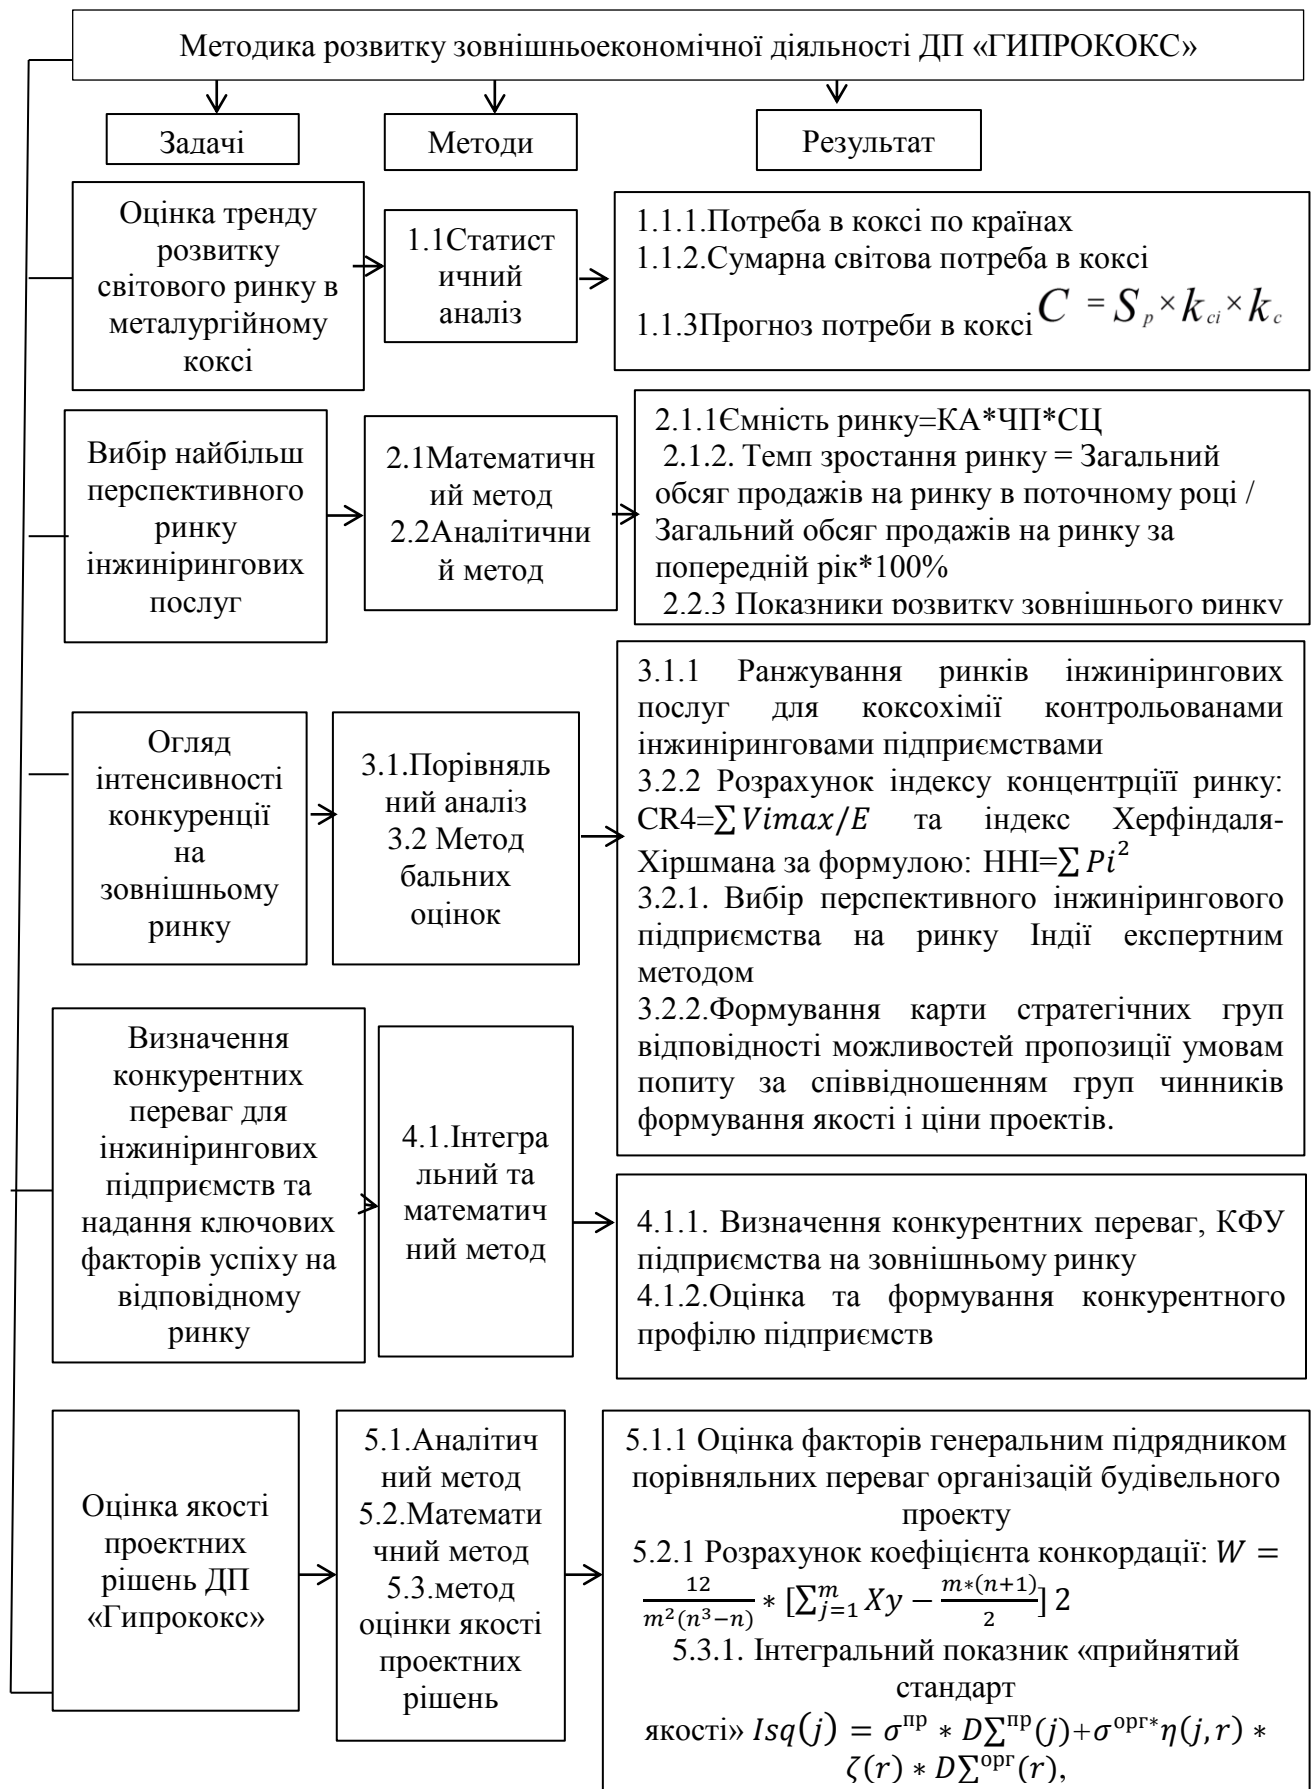 Методика розвитку зовнішньоекономічної діяльності ДП «ГИПРОКОКС»
Задачі
Методи
Результат
Оцінка тренду
розвитку
світового ринку в
металургійному
коксі
1.1Статист
ичний
аналіз
1.1.1.Потреба в коксі по країнах
1.1.2.Сумарна світова потреба в коксі
1.1.3Прогноз потреби в коксі C = S_p × k_ci × k_c
Вибір найбільш
перспективного
ринку
інжинірингових
послуг
2.1Математичн
ий метод
2.2Аналітични
й метод
2.1.1Ємність ринку=КА*ЧП*СЦ
2.1.2. Темп зростання ринку = Загальний
обсяг продажів на ринку в поточному році /
Загальний обсяг продажів на ринку за
попередній рік*100%
2.2.3 Показники розвитку зовнішнього ринку
Огляд
інтенсивності
конкуренції
на
зовнішньому
ринку
3.1.Порівняль
ний аналіз
3.2 Метод
бальних
оцінок
3.1.1 Ранжування ринків інжинірингових
послуг для коксохімії контрольованами
інжиніринговами підприємствами
3.2.2 Розрахунок індексу концентрціїї ринку:
CR4=∑Vimax/E та індекс Херфіндаля-
Хіршмана за формулою: HHI=∑Pi²
3.2.1. Вибір перспективного інжинірингового
підприємства на ринку Індії експертним
методом
3.2.2.Формування карти стратегічних груп
відповідності можливостей пропозиції умовам
попиту за співвідношенням груп чинників
формування якості і ціни проектів.
Визначення
конкурентних
переваг для
інжинірингових
підприємств та
надання ключових
факторів успіху на
відповідному
ринку
4.1.Інтегра
льний та
математич
ний метод
4.1.1. Визначення конкурентних переваг, КФУ
підприємства на зовнішньому ринку
4.1.2.Оцінка та формування конкурентного
профілю підприємств
Оцінка якості
проектних
рішень ДП
«Гипрококс»
5.1.Аналітич
ний метод
5.2.Математи
чний метод
5.3.метод
оцінки якості
проектних
рішень
5.1.1 Оцінка факторів генеральним підрядником
порівняльних переваг організацій будівельного
проекту
5.2.1 Розрахунок коефіцієнта конкордації: W =
12/(m²(n³−n)) * [∑_{j=1}^{m} Xy − m*(n+1)/2] 2
5.3.1. Інтегральний показник «прийнятий
стандарт
якості» Isq(j) = σ^пр * D∑^пр(j)+σ^орг* η(j, r) *
ζ(r) * D∑^орг(r),